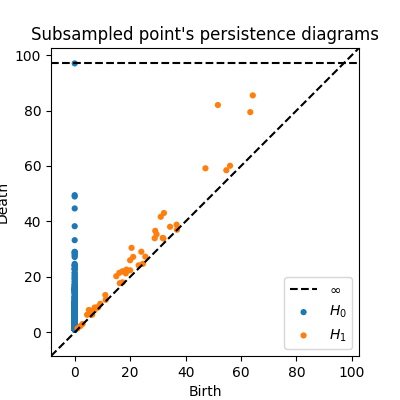 Subsampled point's persistence diagrams
100
80
60
40
20
0
Death
0 20 40 60 80 100
Birth
∞
H₀
H₁